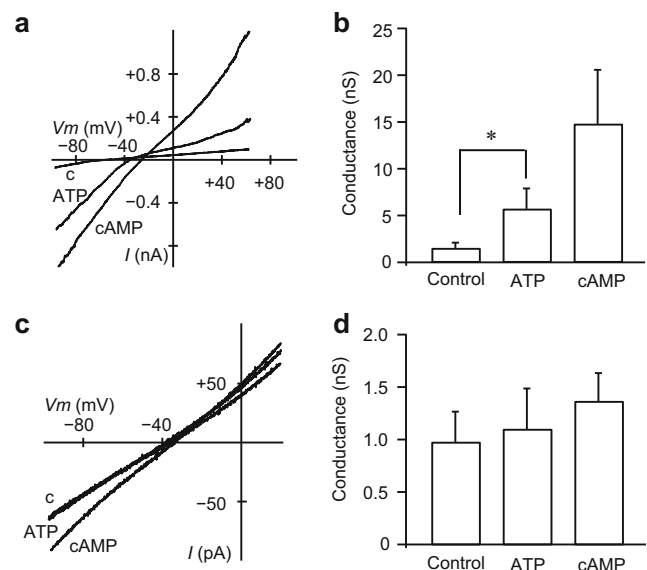 a
+0.8
+0.4
Vm (mV)
−80
−40
c
ATP
cAMP
+40
+80
−0.4
I (nA)
b
Conductance (nS)
25
20
15
10
5
0
*
Control
ATP
cAMP
c
+50
Vm (mV)
−80
−40
c
ATP
cAMP
−50
I (pA)
d
Conductance (nS)
2.0
1.5
1.0
0.5
0
Control
ATP
cAMP